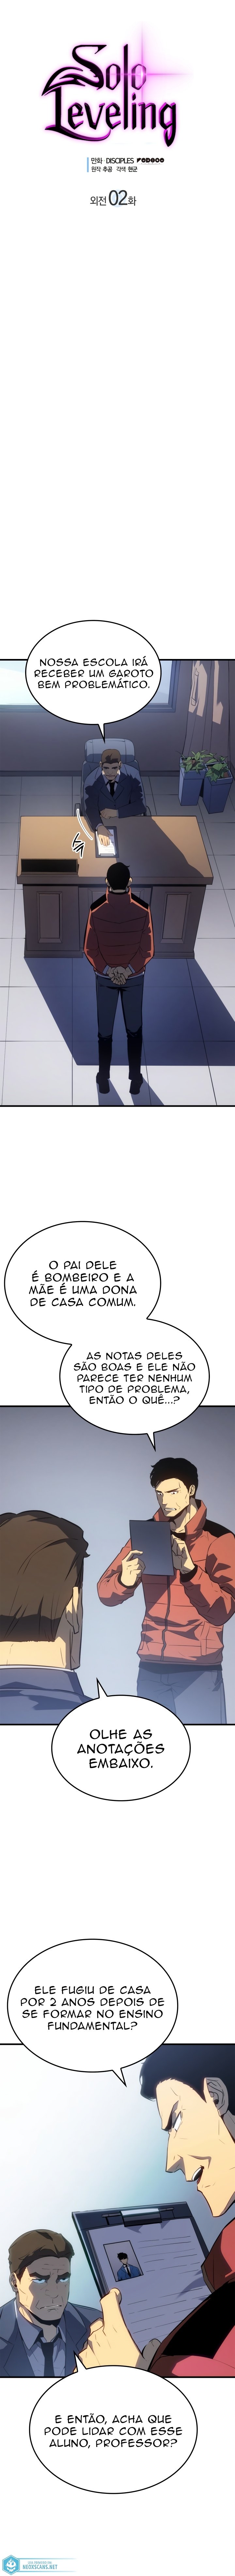 Solo
Leveling
만화 DISCIPLES REDICE
원작 추공 각색 현군
외전 02화
NOSSA ESCOLA IRÁ
RECEBER UM GAROTO
BEM PROBLEMÁTICO.
O PAI DELE
É BOMBEIRO E A
MÃE É UMA DONA
DE CASA COMUM.
AS NOTAS DELES
SÃO BOAS E ELE NÃO
PARECE TER NENHUM
TIPO DE PROBLEMA,
ENTÃO O QUÊ...?
OLHE AS
ANOTAÇÕES
EMBAIXO.
ELE FUGIU DE CASA
POR 2 ANOS DEPOIS DE
SE FORMAR NO ENSINO
FUNDAMENTAL?
E ENTÃO, ACHA QUE
PODE LIDAR COM ESSE
ALUNO, PROFESSOR?
NEOXSCANS.NET